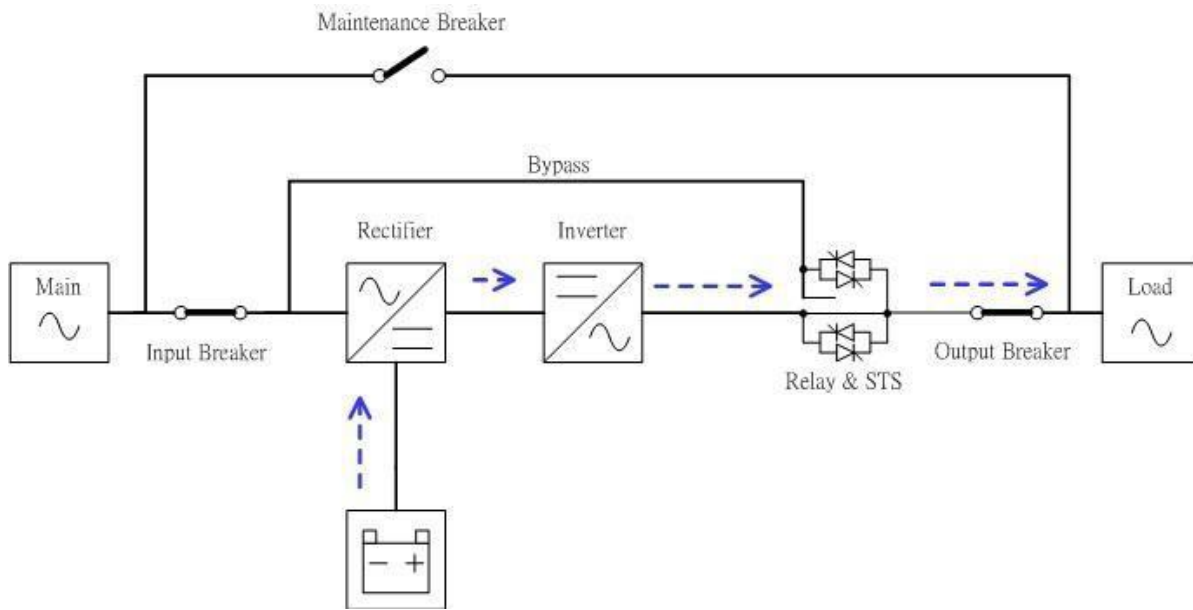 Maintenance Breaker
Bypass
Rectifier
Inverter
Main
Load
Input Breaker
Output Breaker
Relay & STS
- +